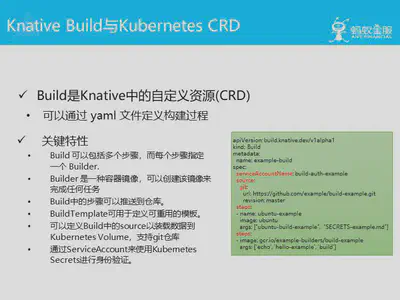 Knative Build与Kubernetes CRD
蚂蚁金服
ANT FINANCIAL
✓ Build是Knative中的自定义资源(CRD)
• 可以通过 yaml 文件定义构建过程
✓ 关键特性
• Build 可以包括多个步骤，而每个步骤指定
一个 Builder.
• Builder 是一种容器镜像，可以创建该镜像来
完成任何任务
• Build中的步骤可以推送到仓库。
• BuildTemplate可用于定义可重用的模板。
• 可以定义Build中的source以装载数据到
Kubernetes Volume，支持git仓库
• 通过ServiceAccount来使用Kubernetes
Secrets进行身份验证。
apiVersion: build.knative.dev/v1alpha1
kind: Build
metadata:
name: example-build
spec:
serviceAccountName: build-auth-example
source:
git:
url: https://github.com/example/build-example.git
revision: master
steps:
- name: ubuntu-example
image: ubuntu
args: ["ubuntu-build-example", "SECRETS-example.md"]
steps:
- image: gcr.io/example-builders/build-example
args: ['echo', 'hello-example', 'build']